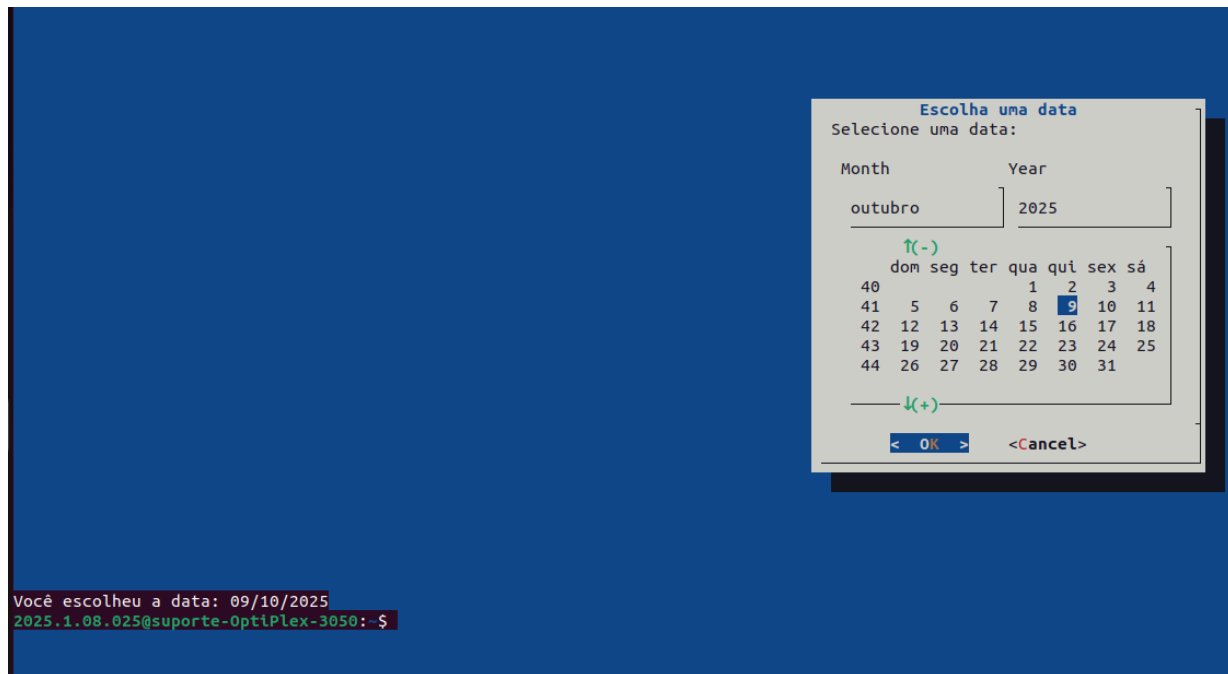 Escolha uma data
Selecione uma data:
Month Year
outubro 2025
↑(-)
dom seg ter qua qui sex sá
40 1 2 3 4
41 5 6 7 8 9 10 11
42 12 13 14 15 16 17 18
43 19 20 21 22 23 24 25
44 26 27 28 29 30 31
↓(+)
< OK > <Cancel>
Você escolheu a data: 09/10/2025
2025.1.08.025@suporte-OptiPlex-3050:~$